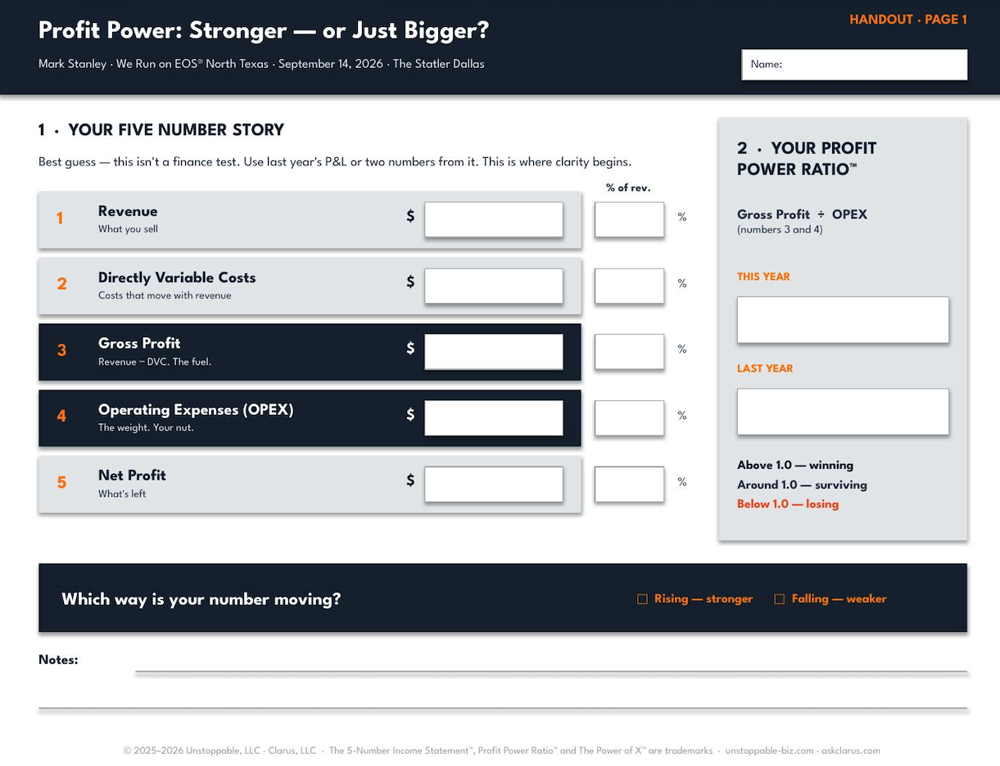 Profit Power: Stronger — or Just Bigger?
HANDOUT · PAGE 1
Mark Stanley · We Run on EOS® North Texas · September 14, 2026 · The Statler Dallas
Name:
1 · YOUR FIVE NUMBER STORY
Best guess — this isn't a finance test. Use last year's P&L or two numbers from it. This is where clarity begins.
% of rev.
1 Revenue $ %
What you sell
2 Directly Variable Costs $ %
Costs that move with revenue
3 Gross Profit $ %
Revenue – DVC. The fuel.
4 Operating Expenses (OPEX) $ %
The weight. Your nut.
5 Net Profit $ %
What's left
2 · YOUR PROFIT
POWER RATIO™
Gross Profit ÷ OPEX
(numbers 3 and 4)
THIS YEAR
LAST YEAR
Above 1.0 — winning
Around 1.0 — surviving
Below 1.0 — losing
Which way is your number moving? ☐ Rising — stronger ☐ Falling — weaker
Notes:
© 2025–2026 Unstoppable, LLC · Clarus, LLC · The 5-Number Income Statement™, Profit Power Ratio™ and The Power of X™ are trademarks · unstoppable-biz.com · askclarus.com